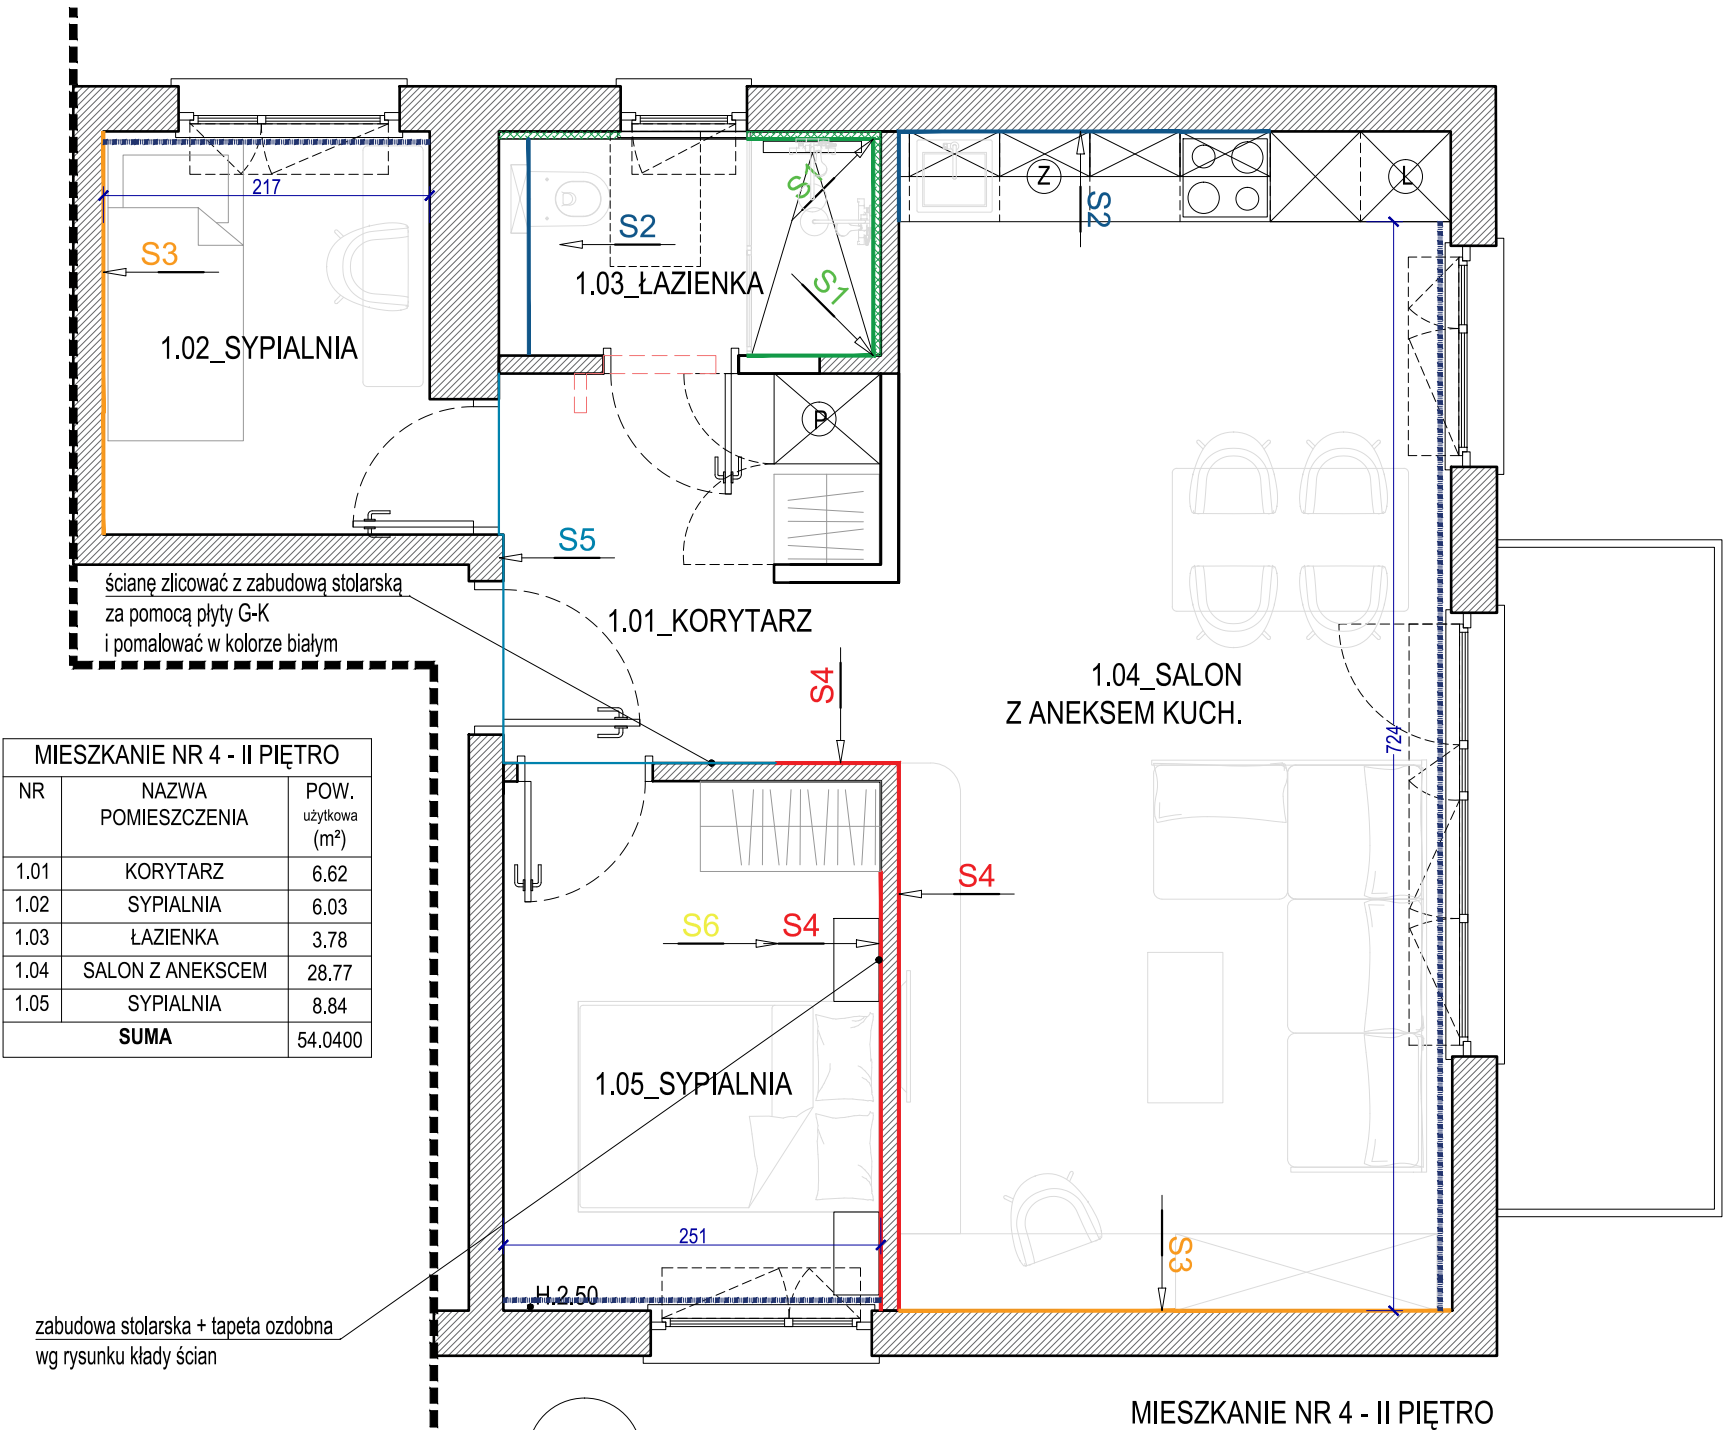 217
S3
1.02_SYPIALNIA
S2
1.03_ŁAZIENKA
S2
S1
Z
S2
L
P
S5
ścianę zlicować z zabudową stolarską
za pomocą płyty G-K
i pomalować w kolorze białym
1.01_KORYTARZ
S4
1.04_SALON
Z ANEKSEM KUCH.
724
MIESZKANIE NR 4 - II PIĘTRO
NR NAZWA POMIESZCZENIA POW. użytkowa (m²)
1.01 KORYTARZ 6.62
1.02 SYPIALNIA 6.03
1.03 ŁAZIENKA 3.78
1.04 SALON Z ANEKSCEM 28.77
1.05 SYPIALNIA 8.84
SUMA 54.0400
S4
S6
S4
1.05_SYPIALNIA
251
H.2.50
S3
zabudowa stolarska + tapeta ozdobna
wg rysunku kłady ścian
MIESZKANIE NR 4 - II PIĘTRO